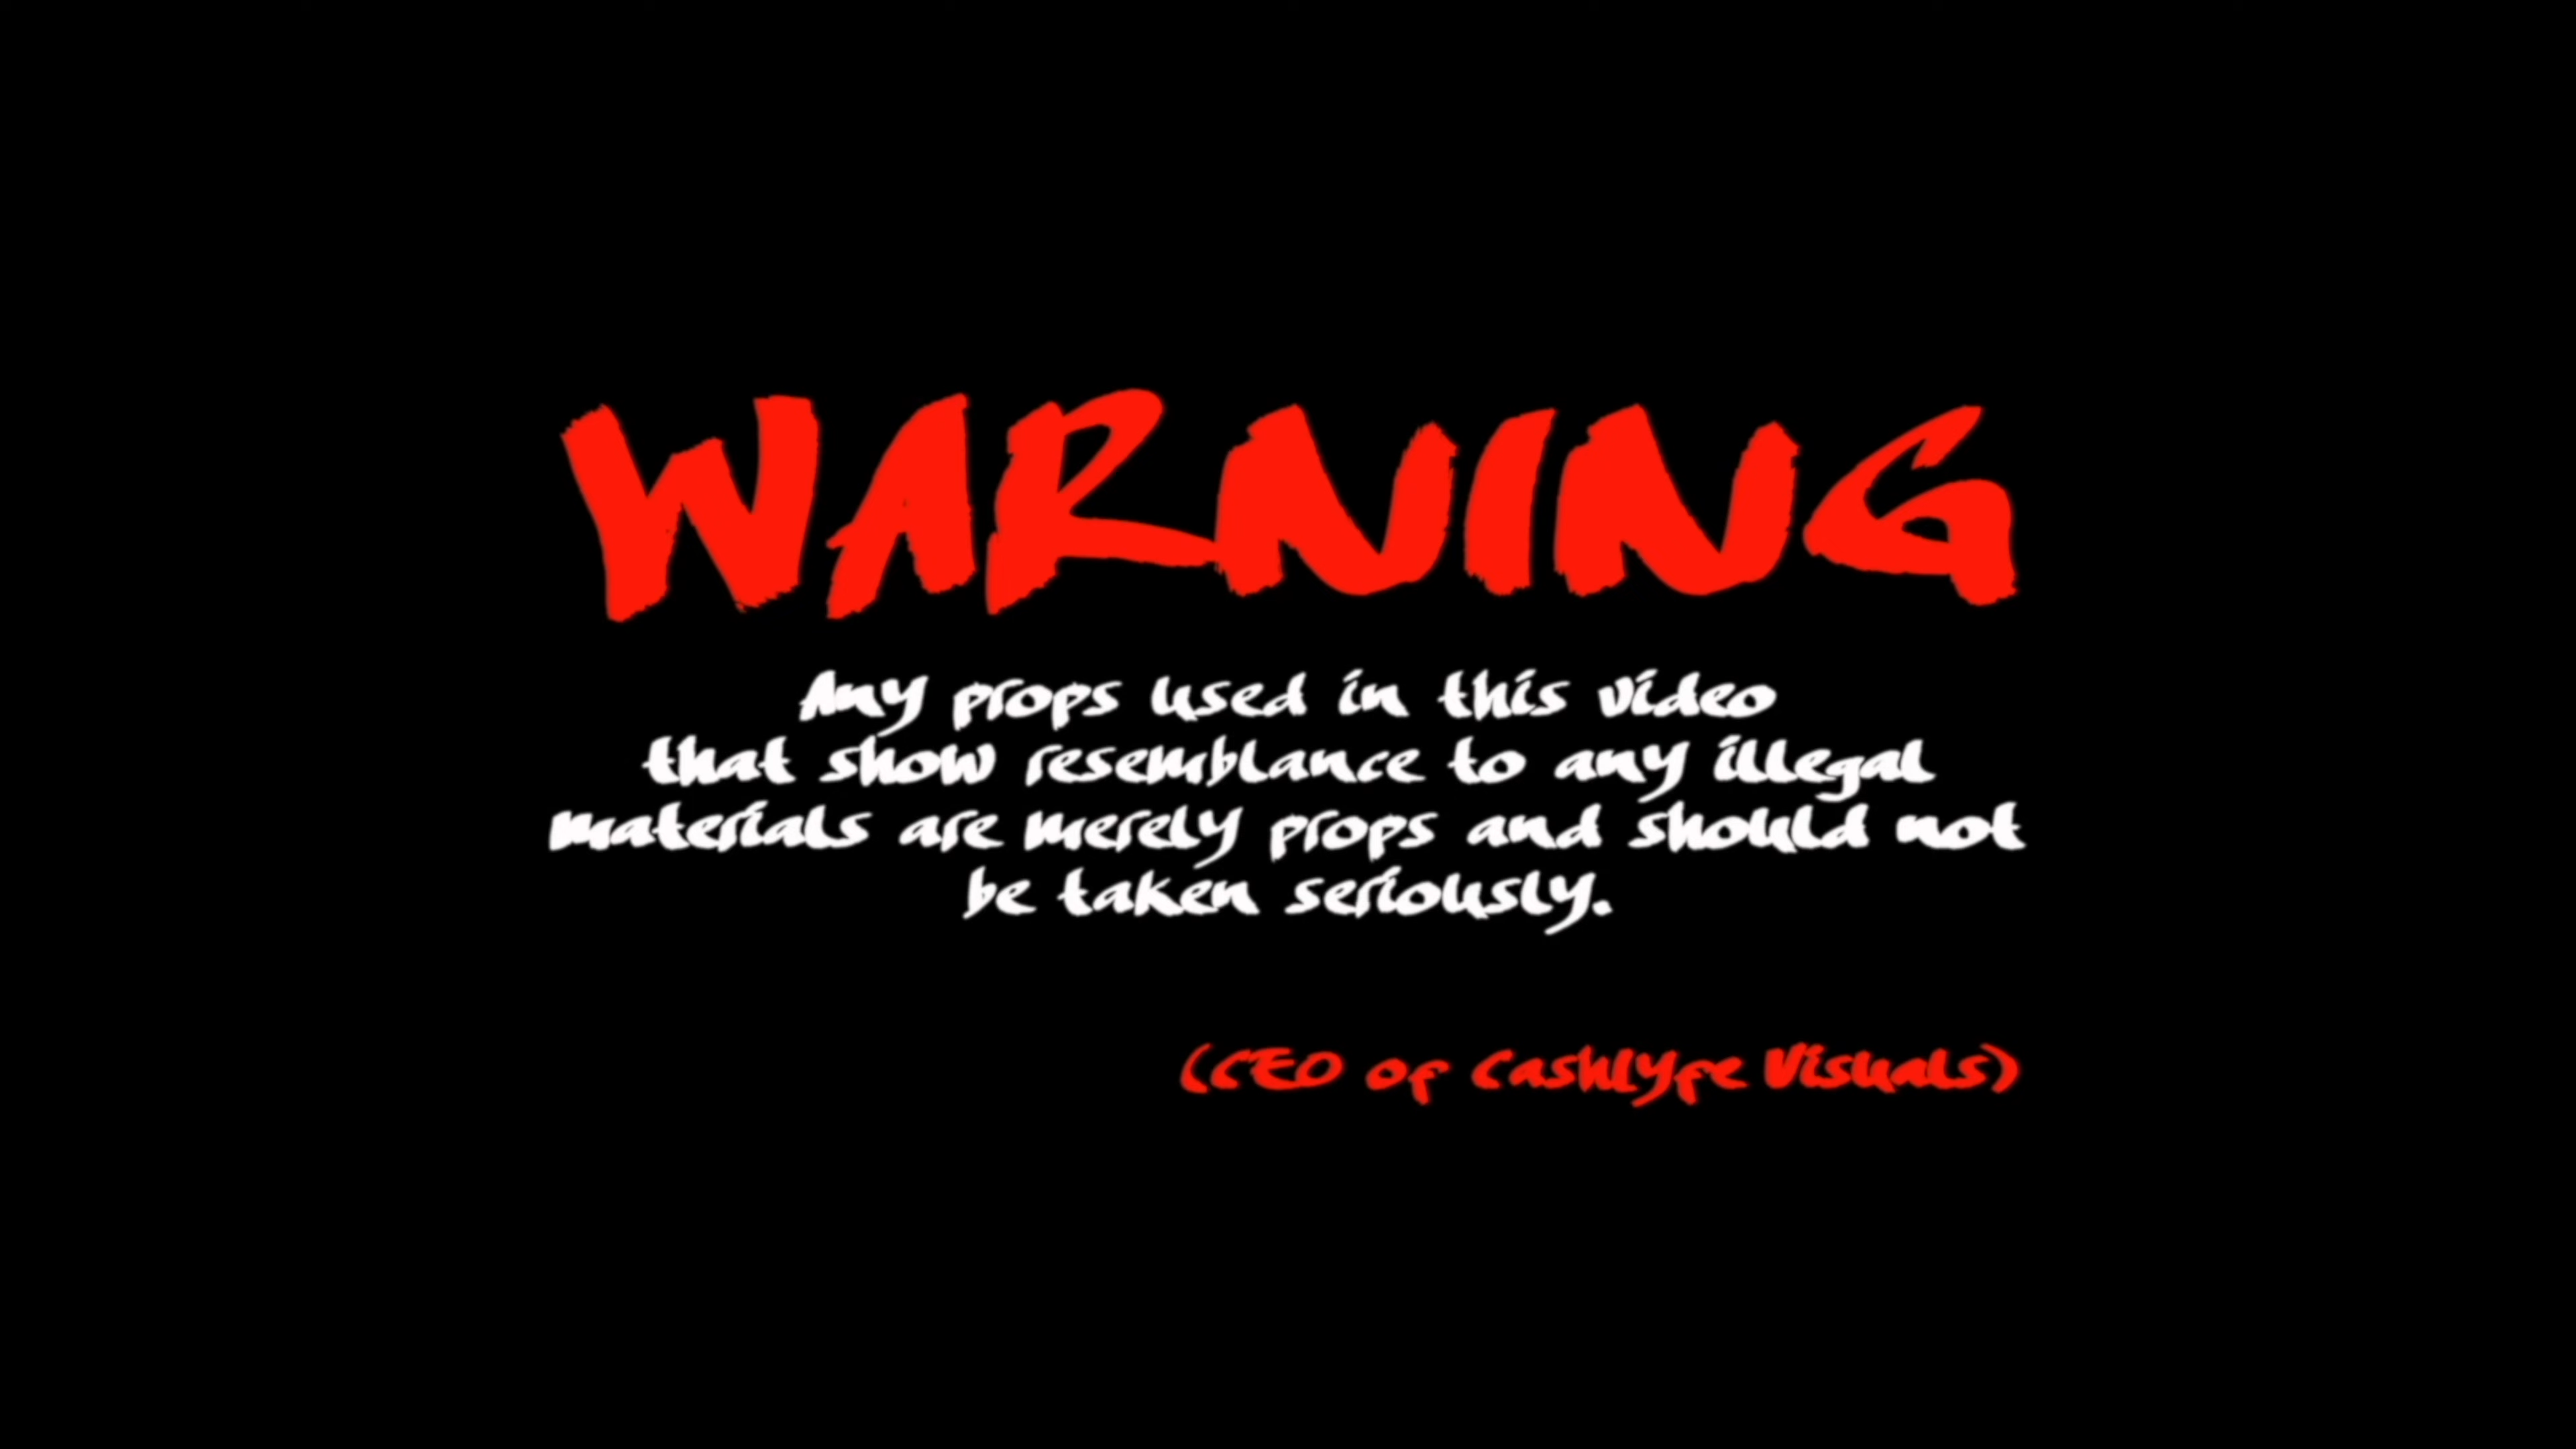 WARNING
Any props used in this video
that show resemblance to any illegal
materials are merely props and should not
be taken seriously.
(CEO of Cashlyfe Visuals)